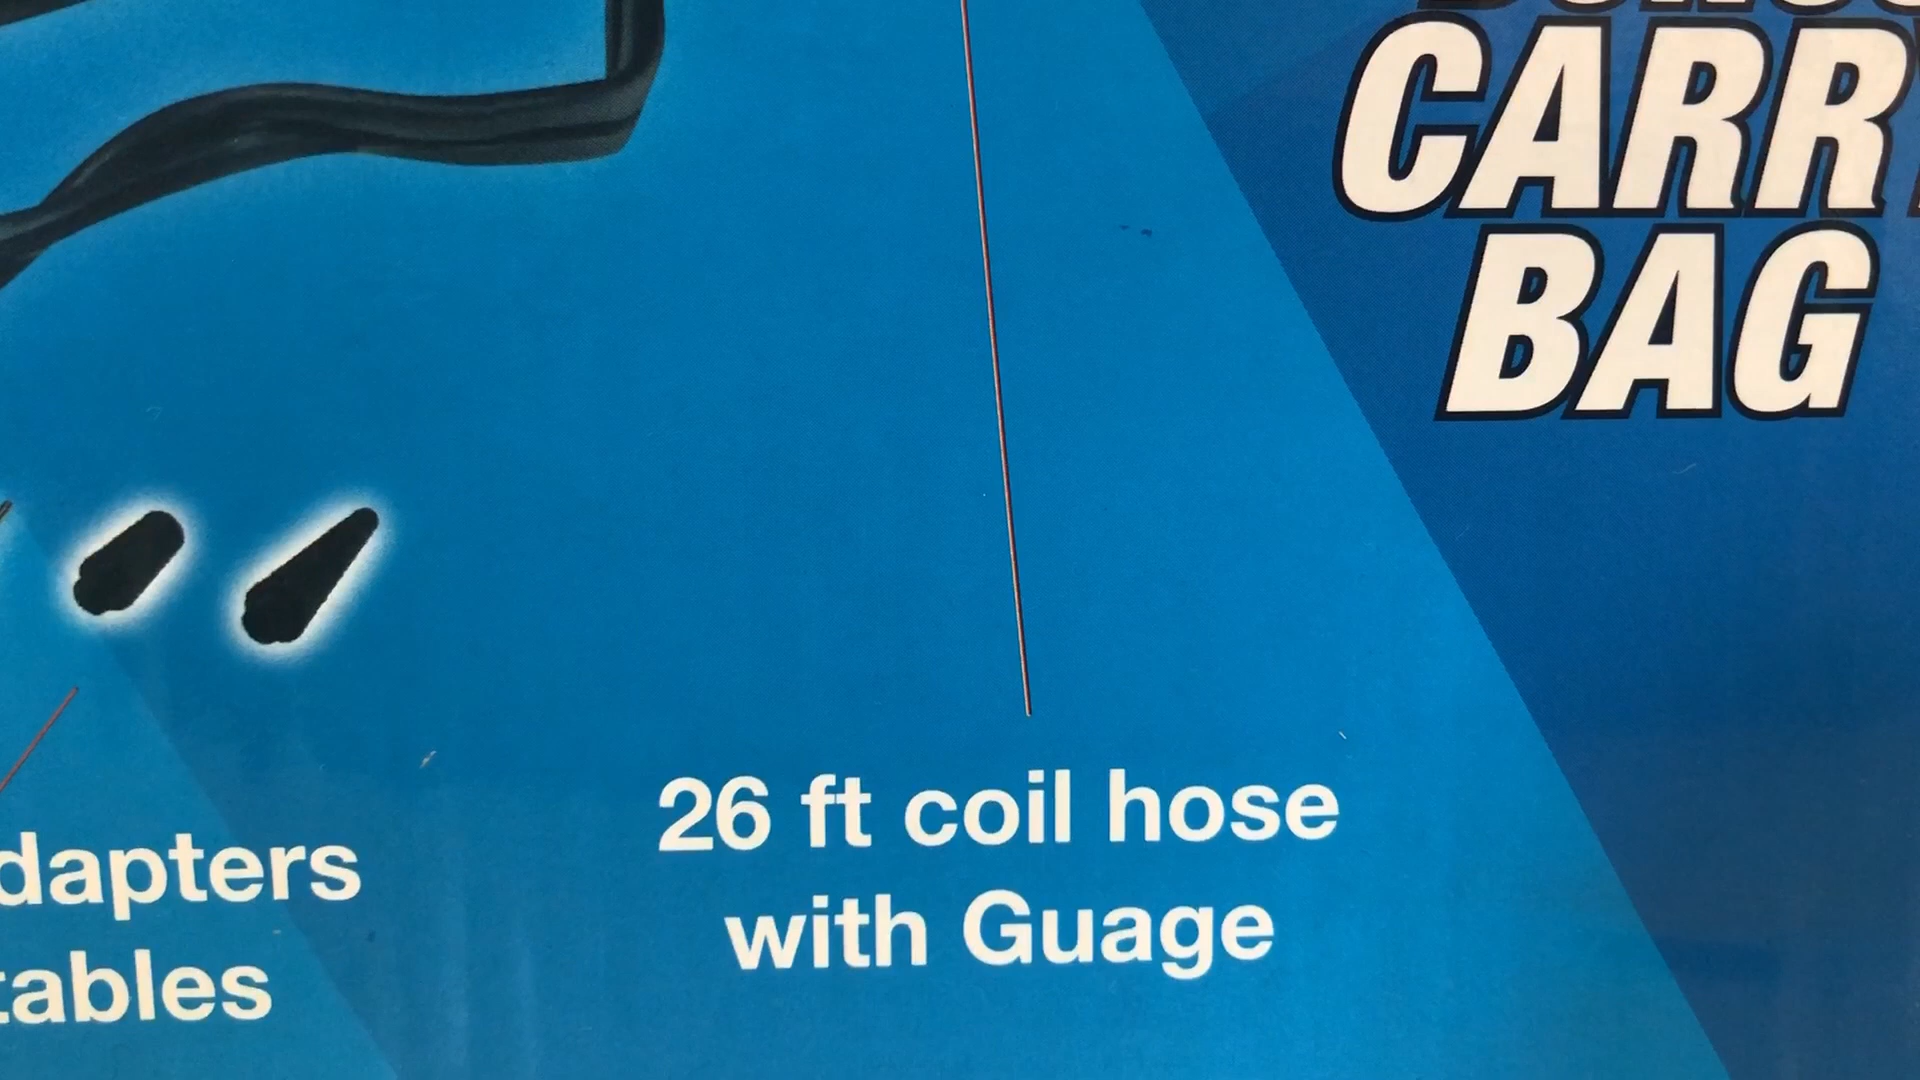 CARR
BAG
26 ft coil hose
with Guage
dapters
tables